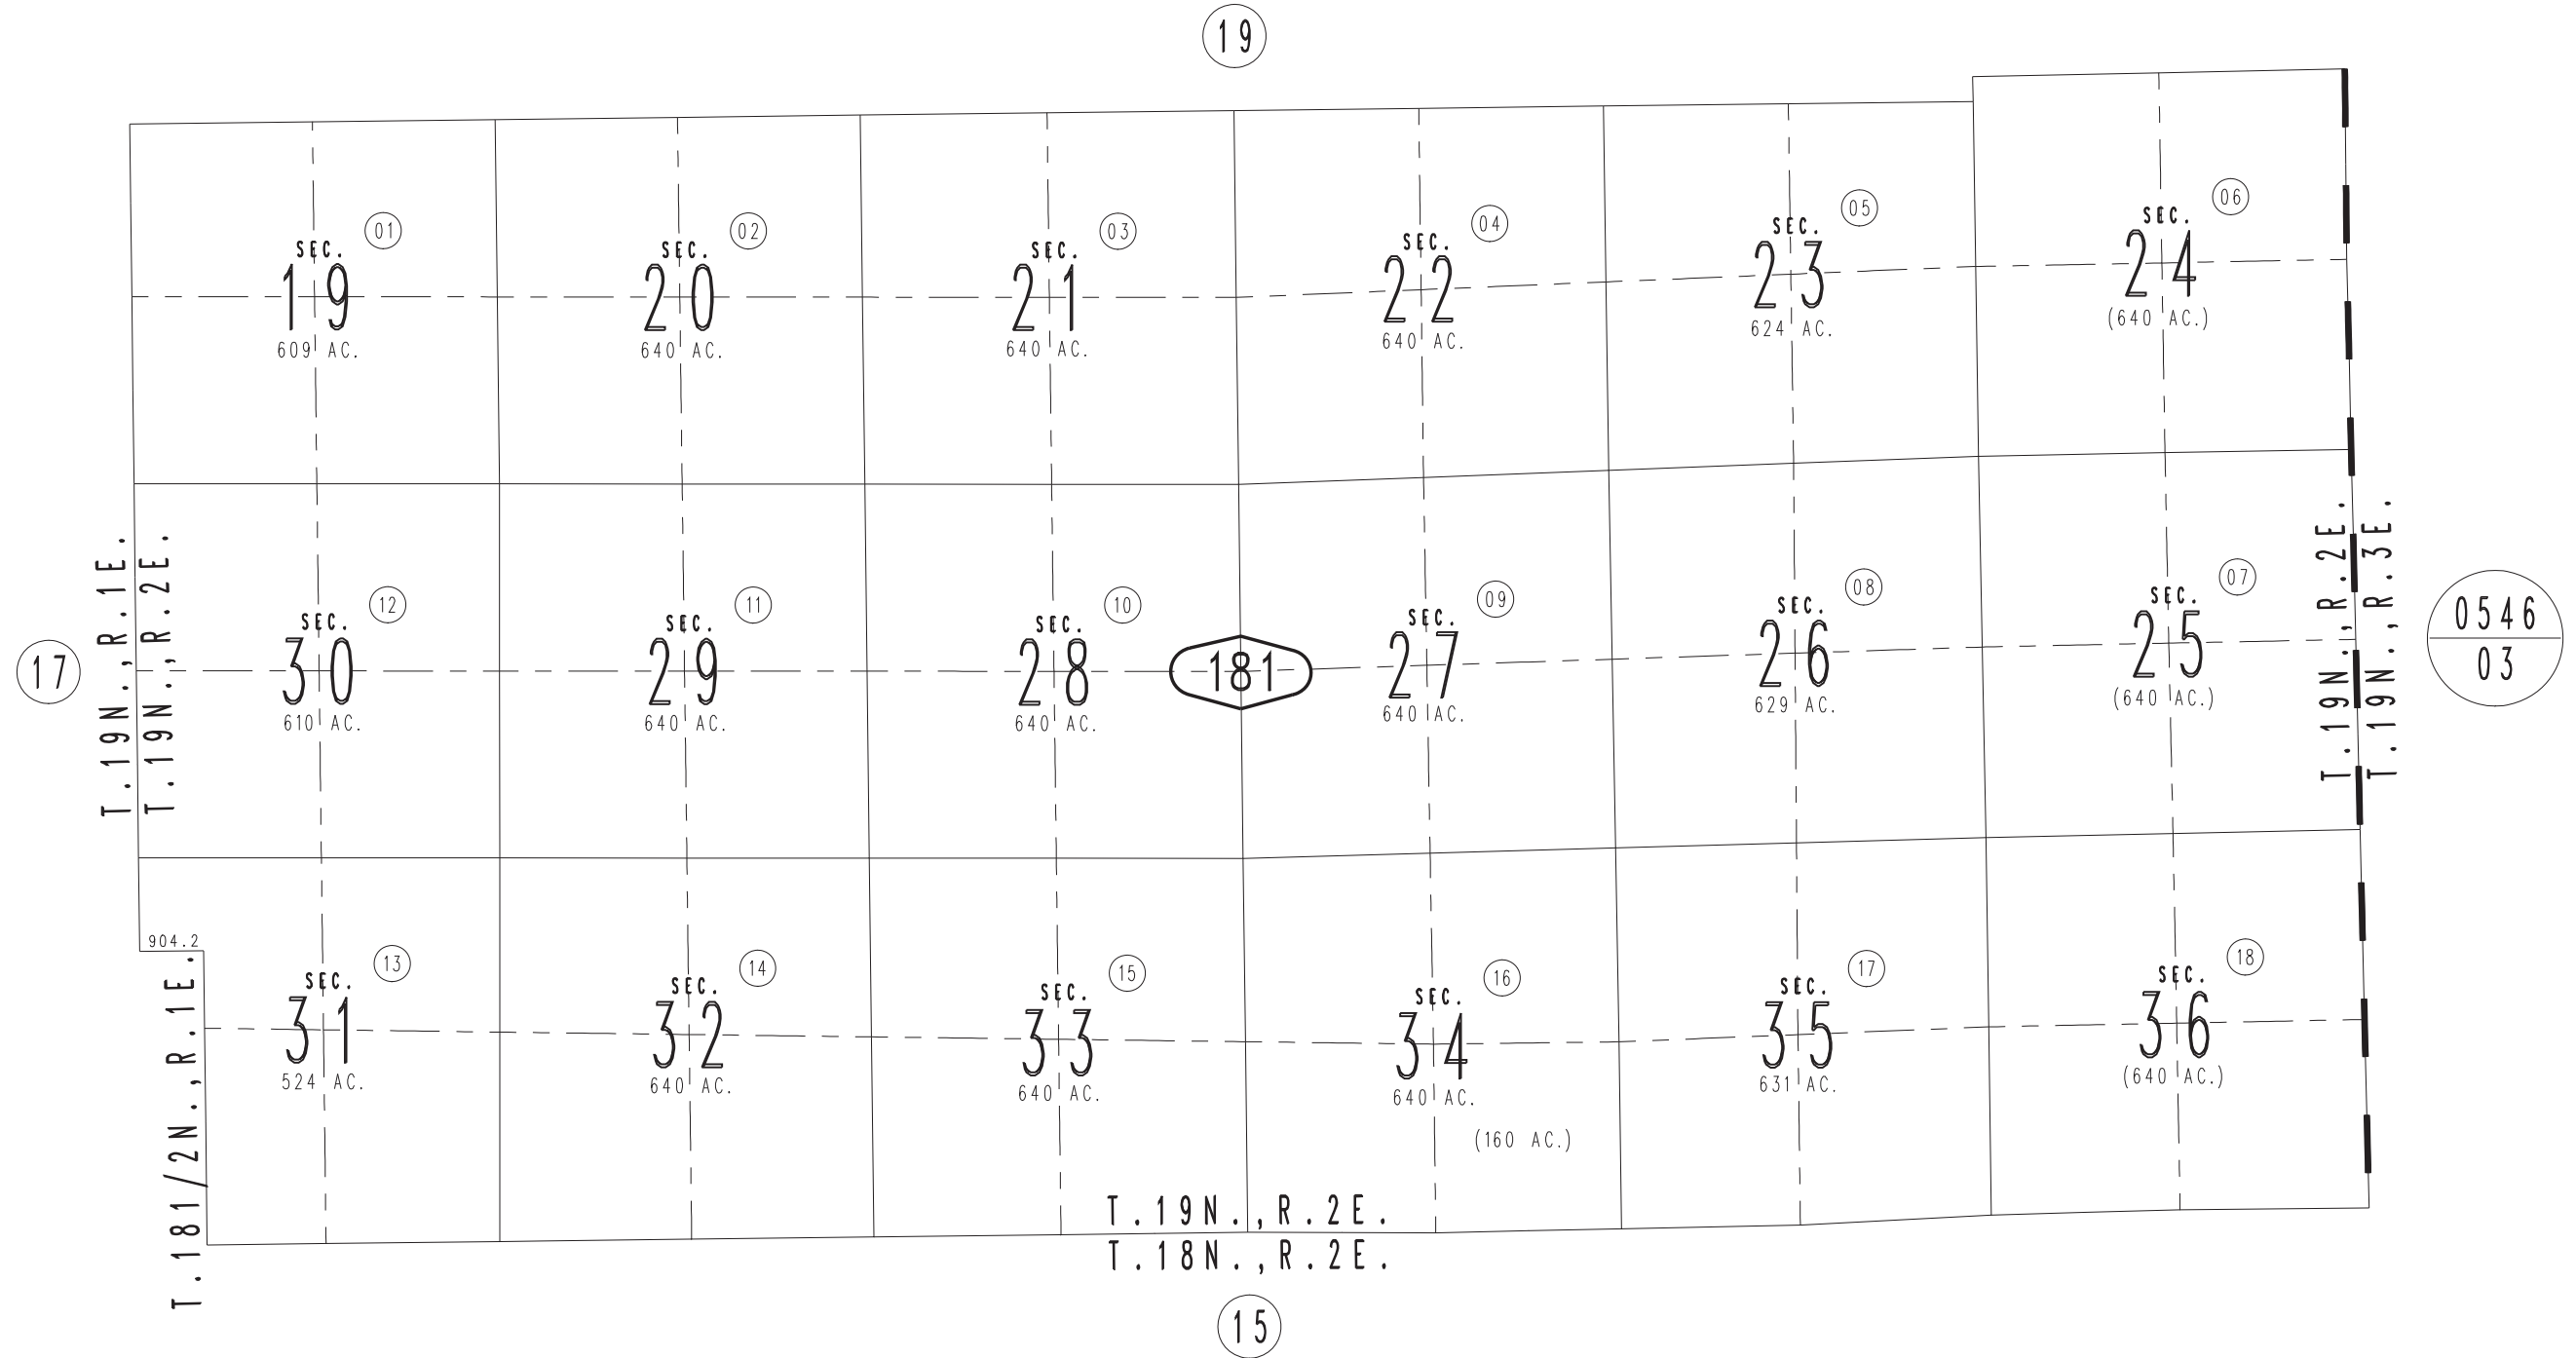 19
01
SEC.
19
609 AC.
02
SEC.
20
640 AC.
03
SEC.
21
640 AC.
04
SEC.
22
640 AC.
05
SEC.
23
624 AC.
06
SEC.
24
(640 AC.)
17
T.19N.,R.1E.
T.19N.,R.2E.
12
SEC.
30
610 AC.
11
SEC.
29
640 AC.
10
SEC.
28
640 AC.
181
09
SEC.
27
640 AC.
08
SEC.
26
629 AC.
07
SEC.
25
(640 AC.)
T.19N.,R.2E.
T.19N.,R.3E.
0546
03
904.2
T.181/2N.,R.1E.
13
SEC.
31
524 AC.
14
SEC.
32
640 AC.
15
SEC.
33
640 AC.
16
SEC.
34
640 AC.
(160 AC.)
17
SEC.
35
631 AC.
18
SEC.
36
(640 AC.)
T.19N.,R.2E.
T.18N.,R.2E.
15